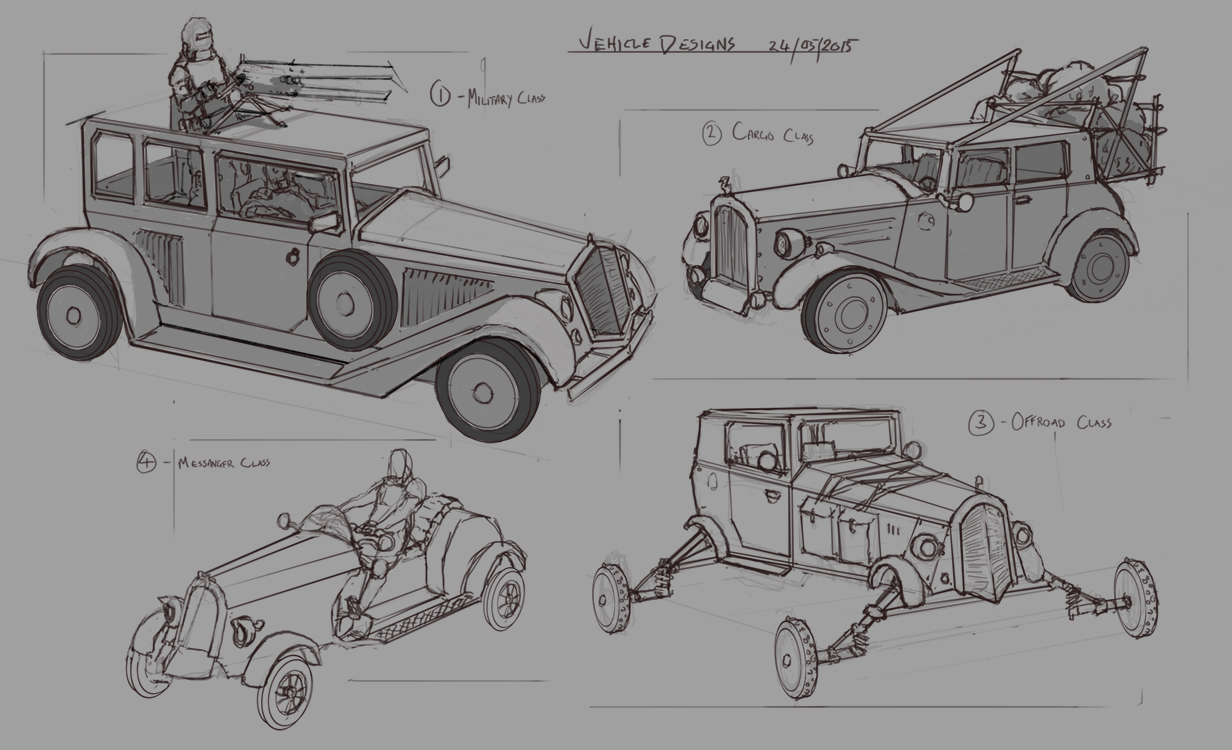 Vehicle Designs 24/05/2015
① - Military Class
② Cargo Class
③ - Offroad Class
④ - Messanger Class